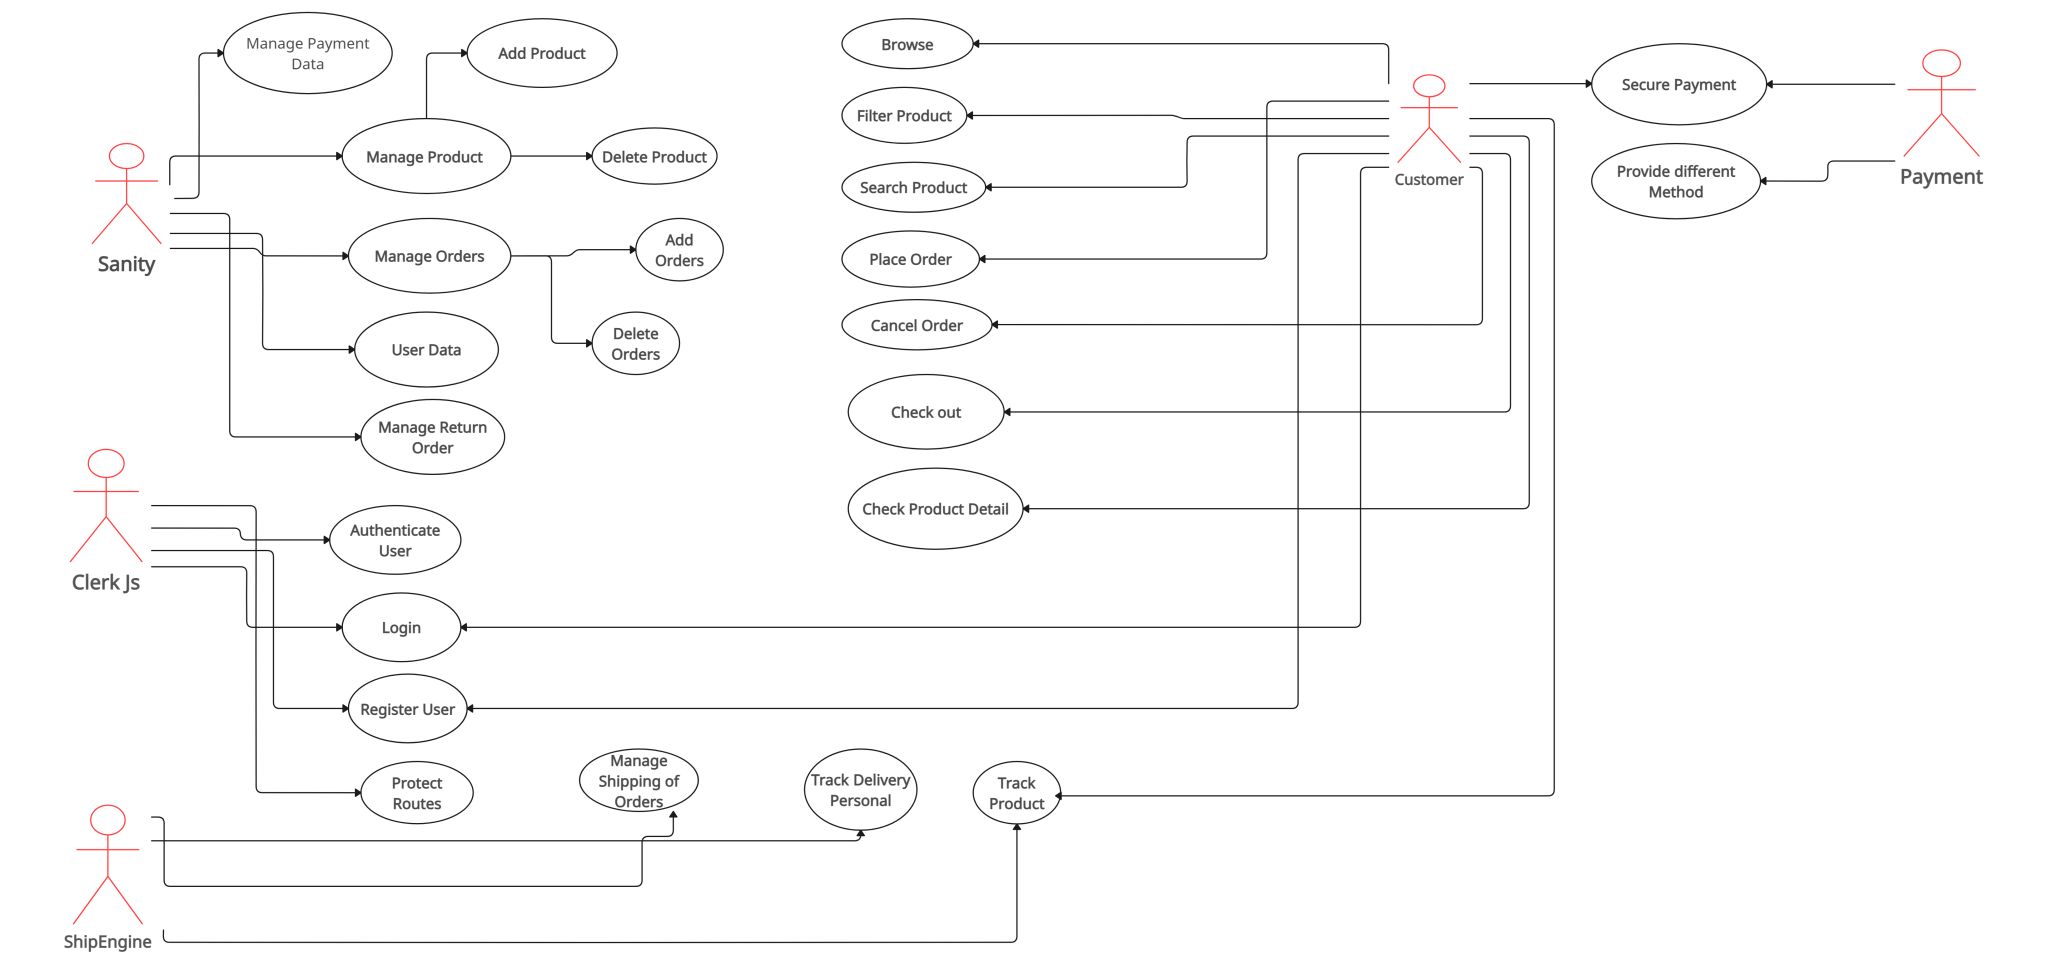 Manage Payment
Data
Add Product
Manage Product
Delete Product
Sanity
Manage Orders
Add
Orders
User Data
Delete
Orders
Manage Return
Order
Browse
Filter Product
Search Product
Place Order
Cancel Order
Check out
Check Product Detail
Customer
Secure Payment
Provide different
Method
Payment
Clerk Js
Authenticate
User
Login
Register User
Protect
Routes
Manage
Shipping of
Orders
Track Delivery
Personal
Track
Product
ShipEngine